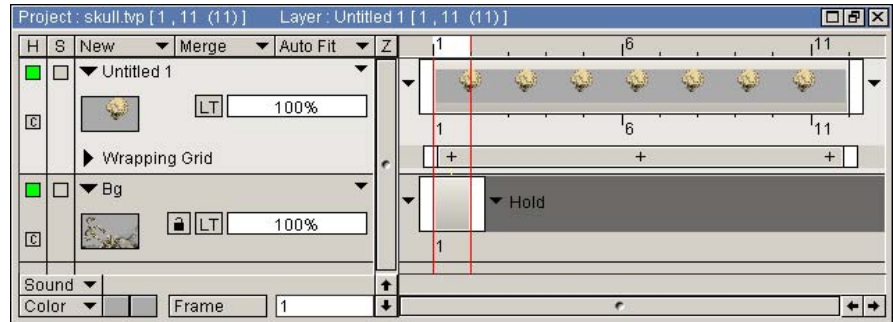 Project : skull.tvp [ 1 , 11 (11) ] Layer : Untitled 1 [ 1 , 11 (11) ]
H S New Merge Auto Fit Z 1 6 11
Untitled 1
LT 100%
C
1 6 11
Wrapping Grid
Bg Hold
LT 100%
C
1
Sound
Color Frame 1